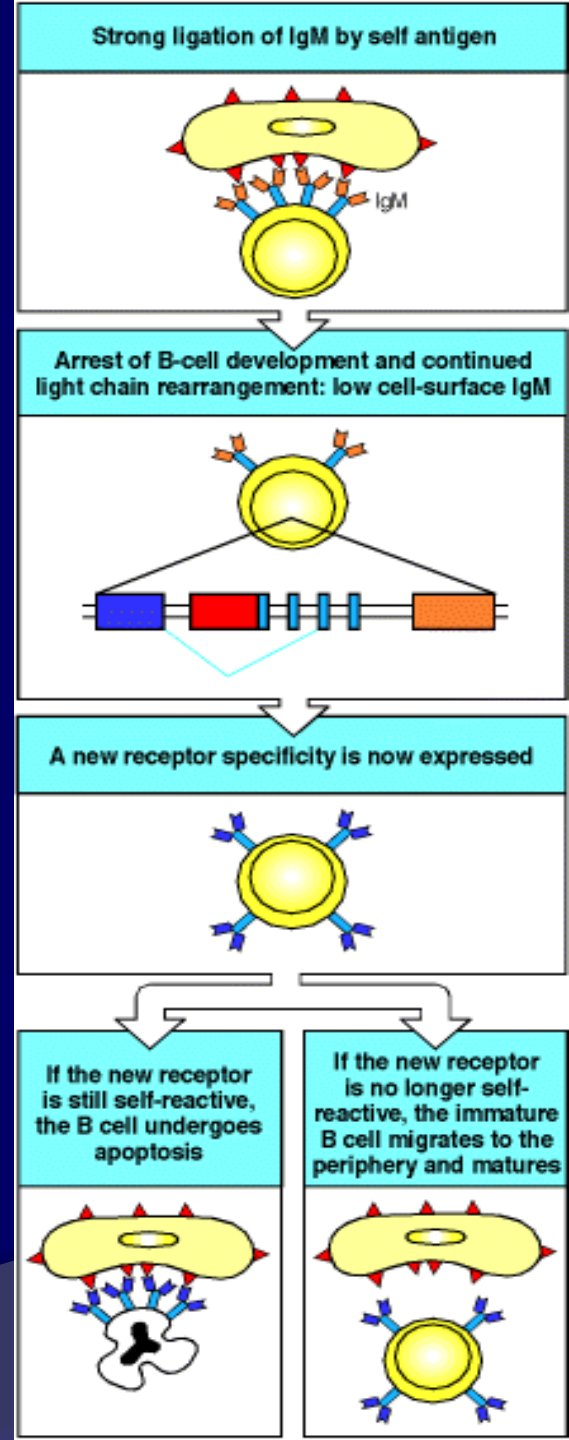 Strong ligation of IgM by self antigen
IgM
Arrest of B-cell development and continued
light chain rearrangement: low cell-surface IgM
A new receptor specificity is now expressed
If the new receptor
is still self-reactive,
the B cell undergoes
apoptosis
If the new receptor
is no longer self-
reactive, the immature
B cell migrates to the
periphery and matures